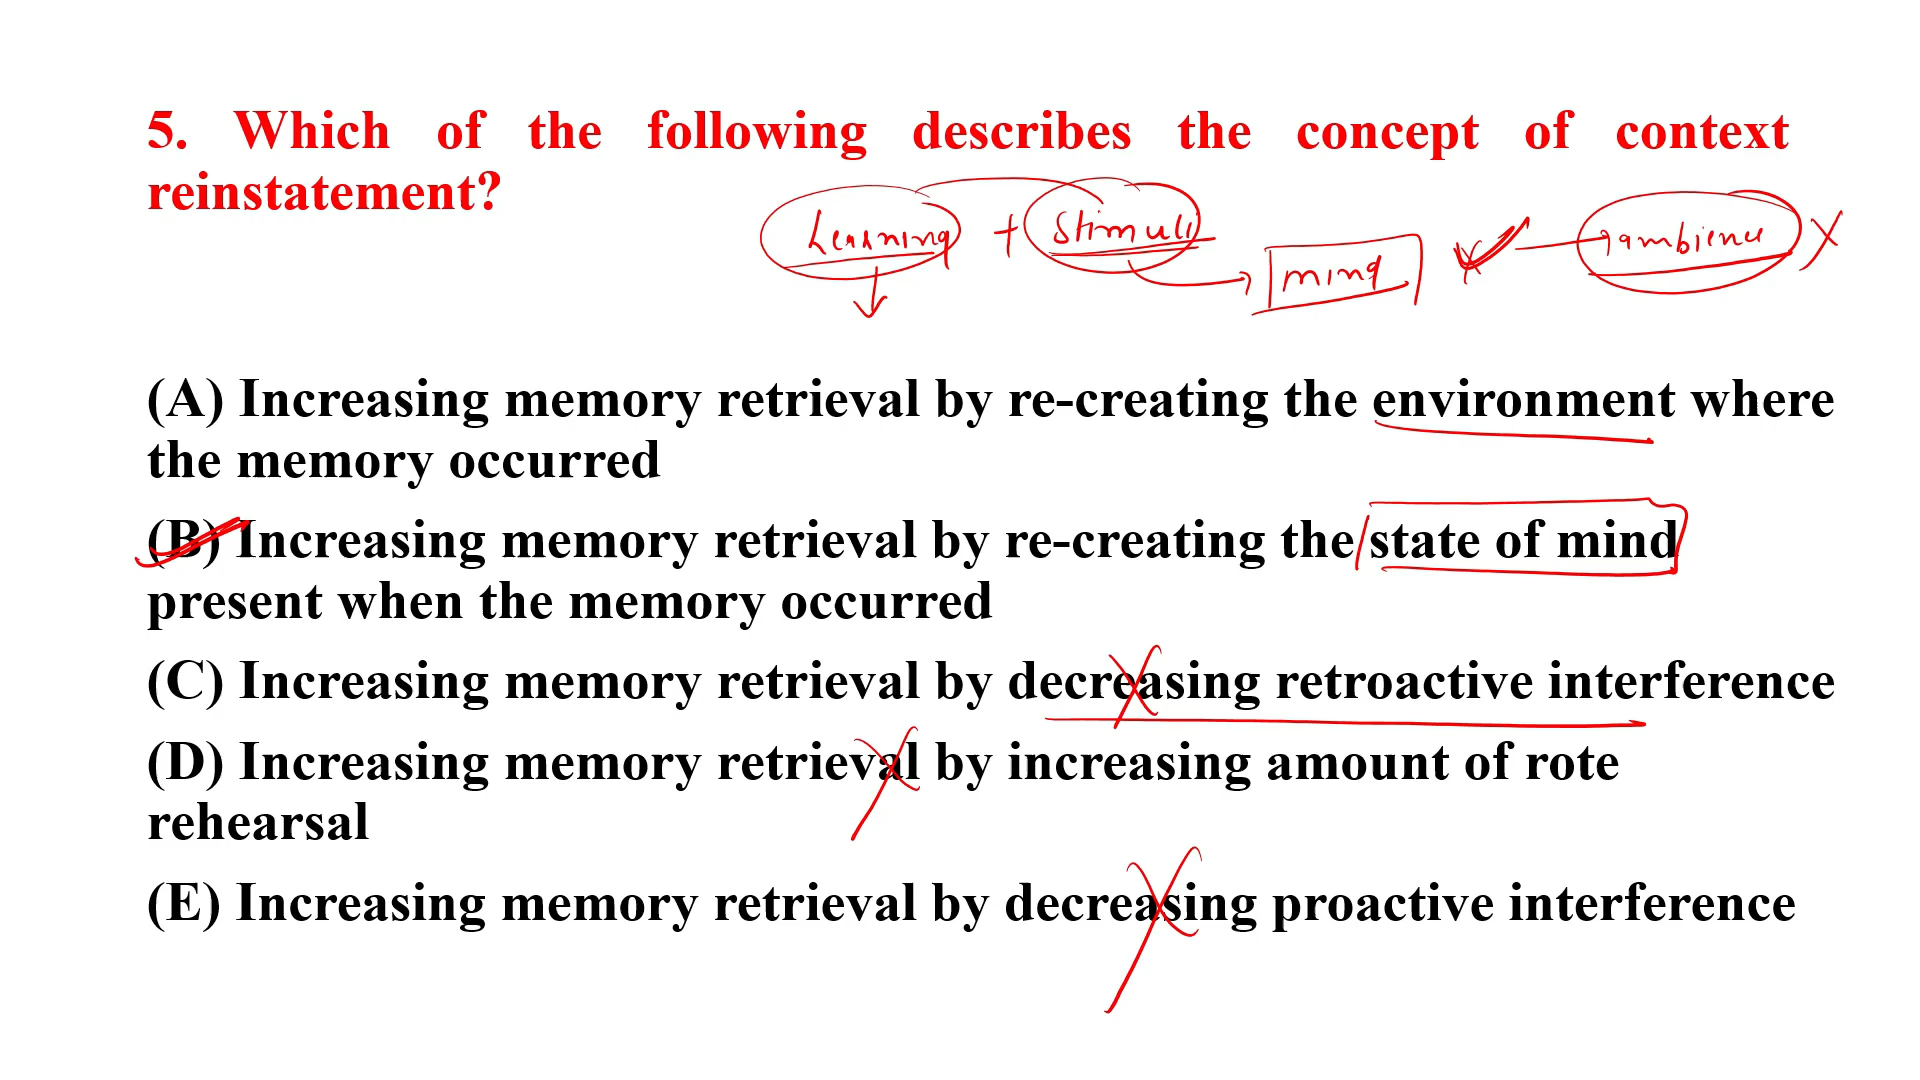 5. Which of the following describes the concept of context
reinstatement?
Learning + Stimuli
mind
ambience
(A) Increasing memory retrieval by re-creating the environment where
the memory occurred
(B) Increasing memory retrieval by re-creating the state of mind
present when the memory occurred
(C) Increasing memory retrieval by decreasing retroactive interference
(D) Increasing memory retrieval by increasing amount of rote
rehearsal
(E) Increasing memory retrieval by decreasing proactive interference